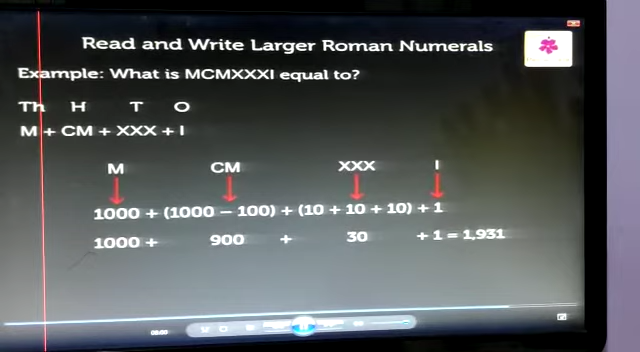 Read and Write Larger Roman Numerals
Example: What is MCMXXXI equal to?
Th H T O
M + CM + XXX + I
M CM XXX I
1000 + (1000 − 100) + (10 + 10 + 10) + 1
1000 + 900 + 30 + 1 = 1,931